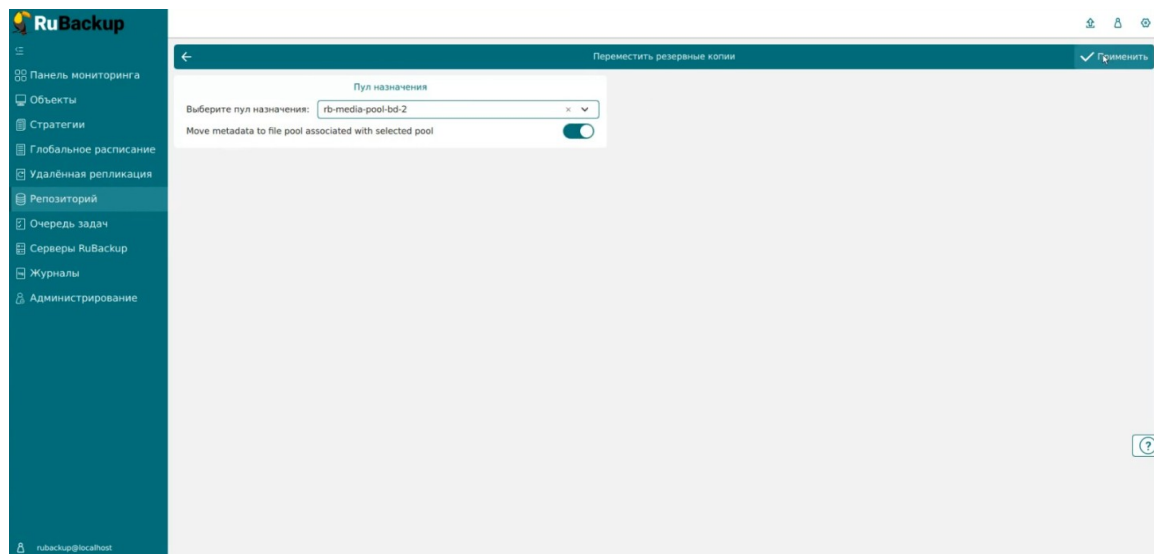 RuBackup
Переместить резервные копии
Применить
Панель мониторинга
Объекты
Стратегии
Глобальное расписание
Удалённая репликация
Репозиторий
Очередь задач
Серверы RuBackup
Журналы
Администрирование
Пул назначения
Выберите пул назначения: rb-media-pool-bd-2
Move metadata to file pool associated with selected pool
?
rubackup@localhost